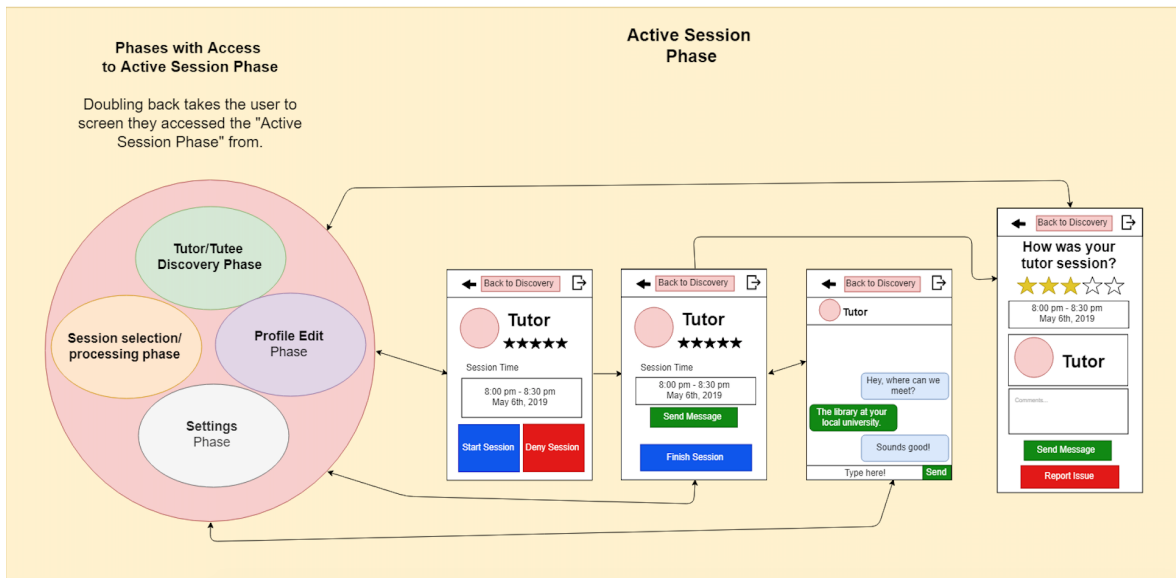 Active Session
Phase
Phases with Access
to Active Session Phase
Doubling back takes the user to
screen they accessed the "Active
Session Phase" from.
Tutor/Tutee
Discovery Phase
Session selection/
processing phase
Profile Edit
Phase
Settings
Phase
Back to Discovery
Tutor
Session Time
8:00 pm - 8:30 pm
May 6th, 2019
Start Session
Deny Session
Back to Discovery
Tutor
Session Time
8:00 pm - 8:30 pm
May 6th, 2019
Send Message
Finish Session
Back to Discovery
Tutor
Hey, where can we
meet?
The library at your
local university.
Sounds good!
Type here!
Send
Back to Discovery
How was your
tutor session?
8:00 pm - 8:30 pm
May 6th, 2019
Tutor
Comments...
Send Message
Report Issue